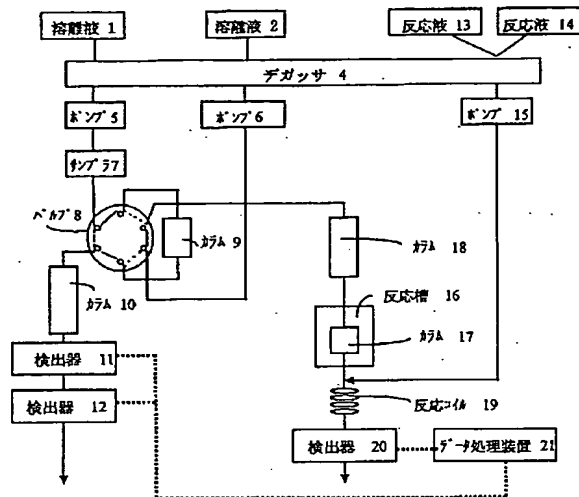 溶離液 1
溶離液 2
反応液 13
反応液 14
デガッサ 4
ポンプ 5
ポンプ 6
ポンプ 15
サンプラ7
バルブ 8
カラム 9
カラム 18
カラム 10
反応槽 16
カラム 17
検出器 11
検出器 12
反応コイル 19
検出器 20
データ処理装置 21